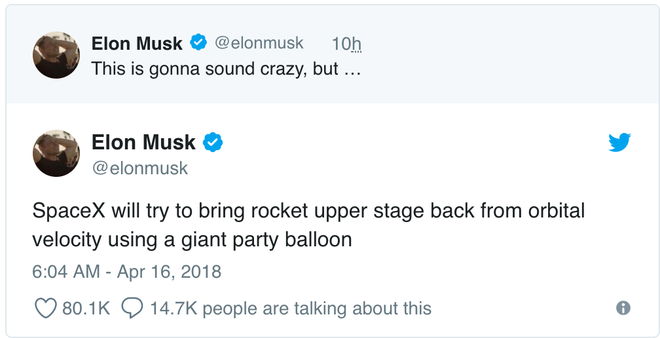 Elon Musk @elonmusk 10h
This is gonna sound crazy, but …
Elon Musk
@elonmusk
SpaceX will try to bring rocket upper stage back from orbital
velocity using a giant party balloon
6:04 AM - Apr 16, 2018
80.1K 14.7K people are talking about this